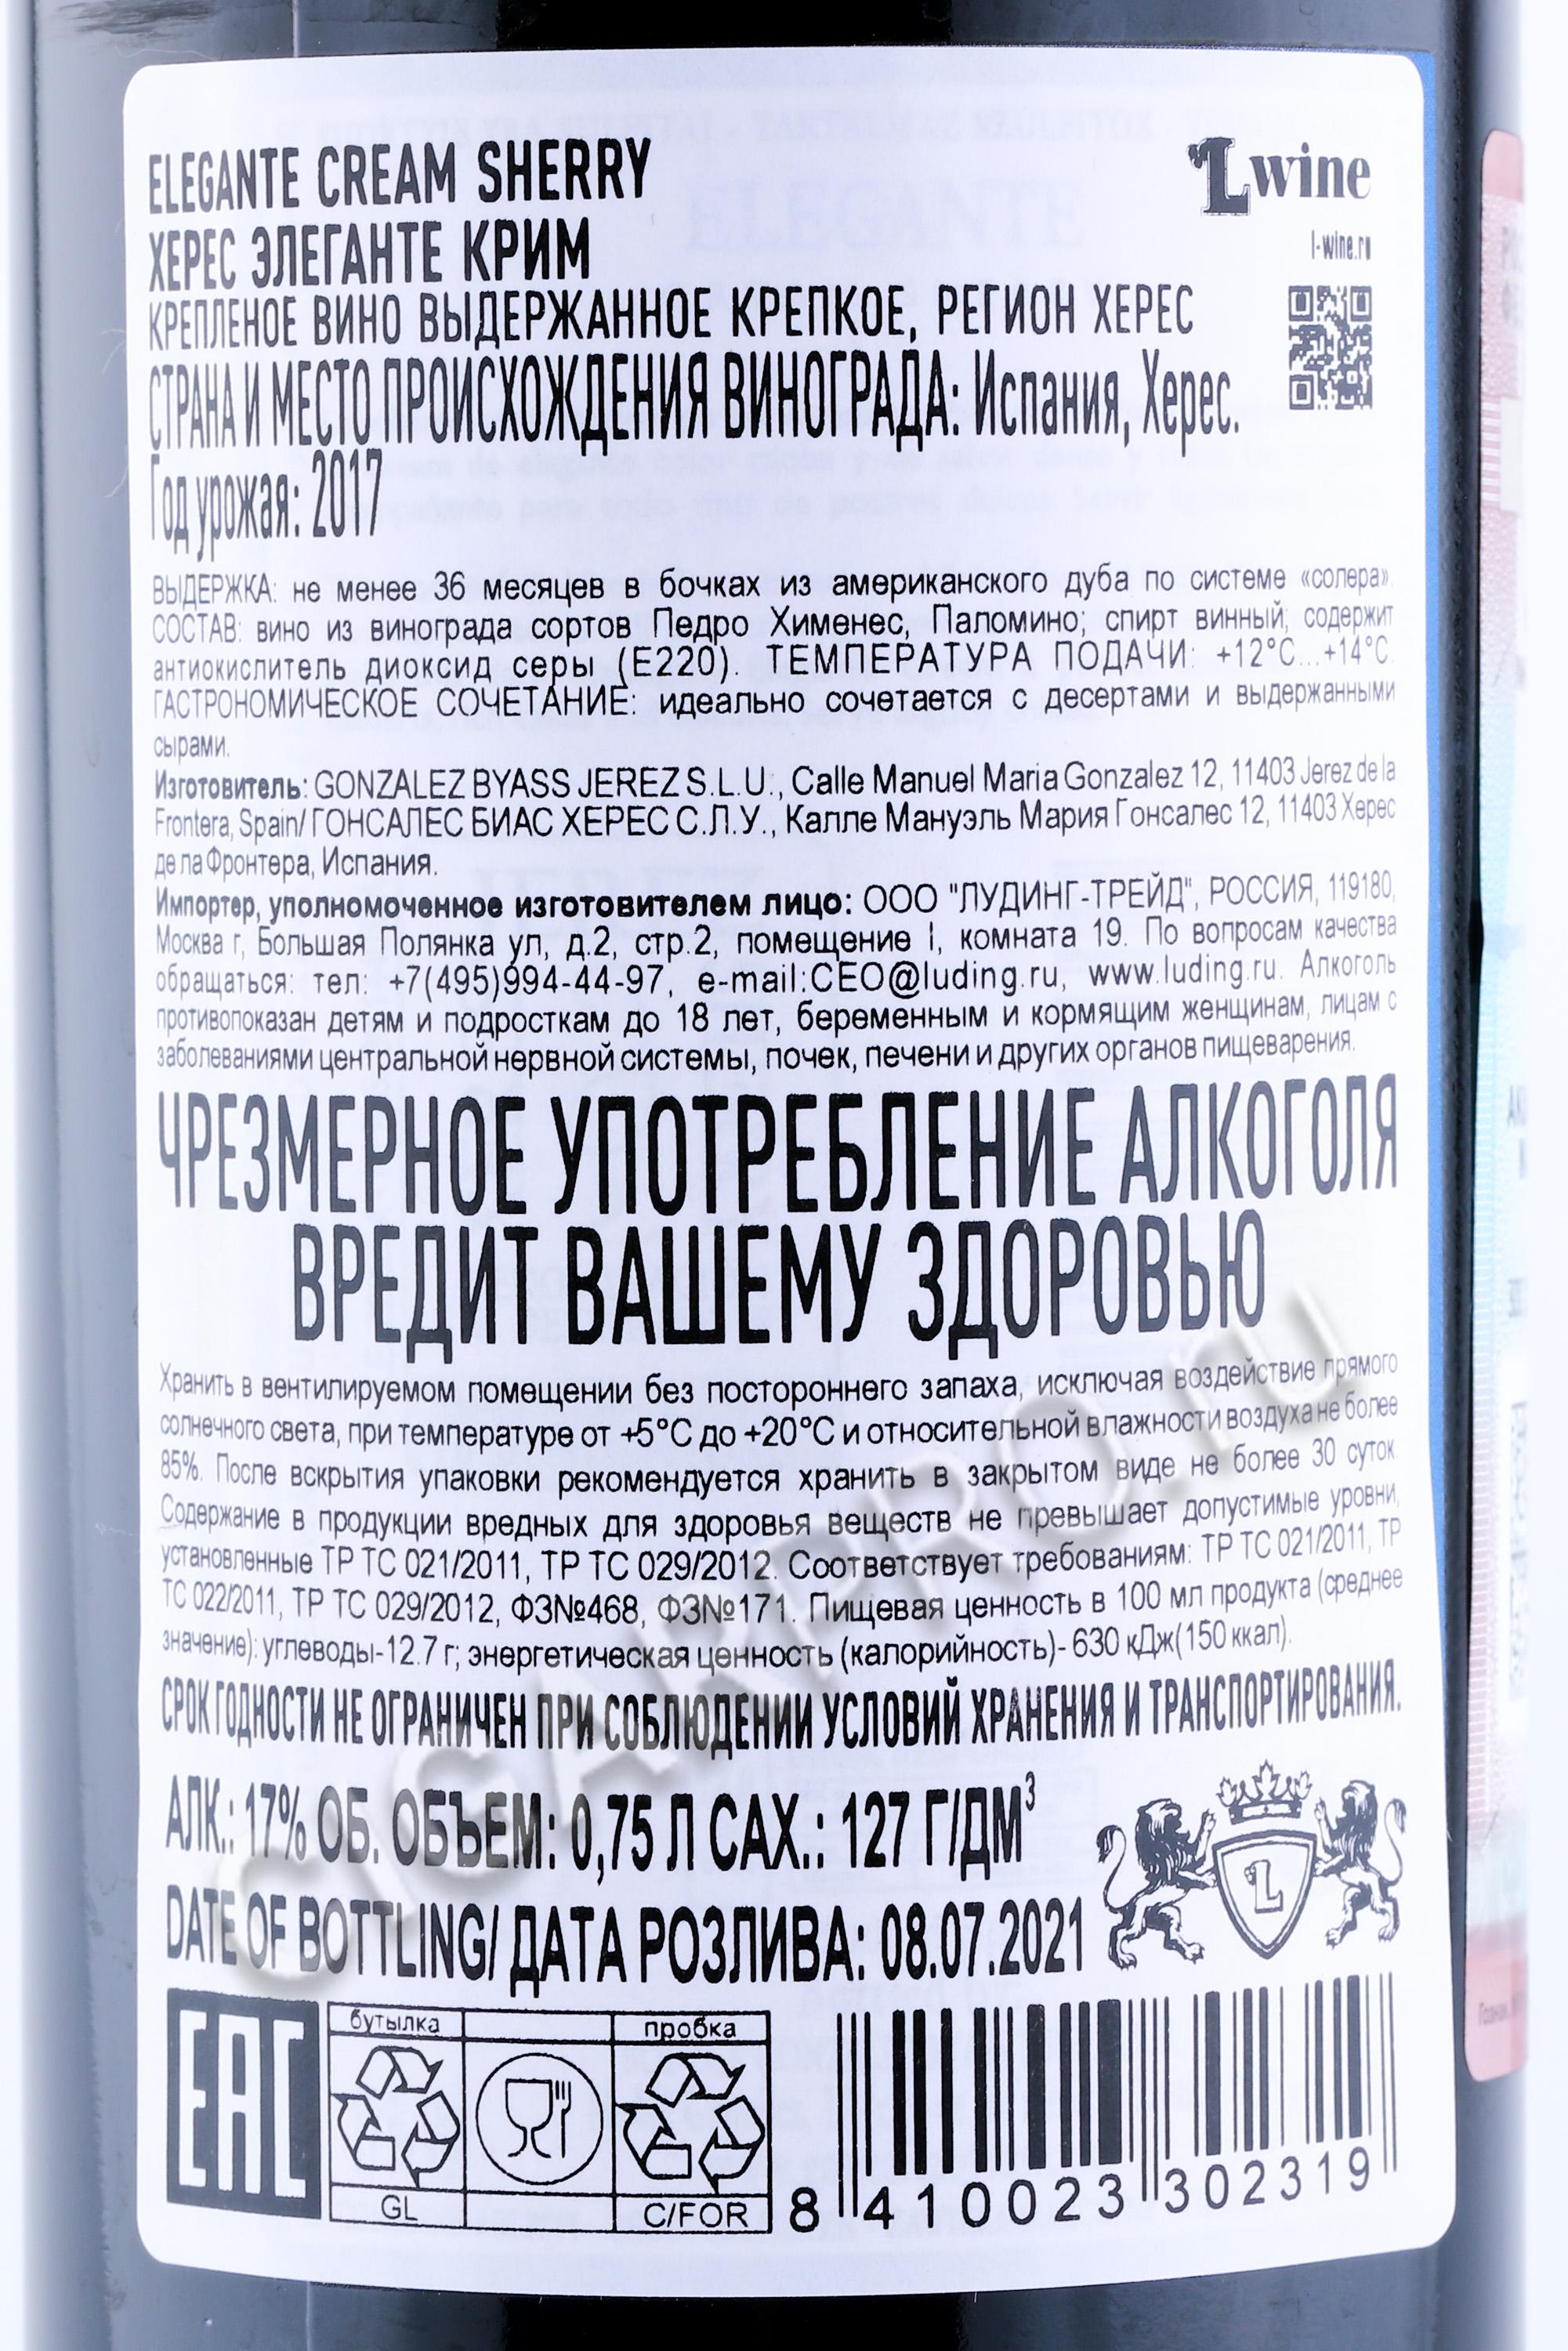 ELEGANTE CREAM SHERRY
Lwine
ХЕРЕС ЭЛЕГАНТЕ КРИМ
l-wine.ru
КРЕПЛЕНОЕ ВИНО ВЫДЕРЖАННОЕ КРЕПКОЕ, РЕГИОН ХЕРЕС
СТРАНА И МЕСТО ПРОИСХОЖДЕНИЯ ВИНОГРАДА: Испания, Херес.
Год урожая: 2017
ВЫДЕРЖКА: не менее 36 месяцев в бочках из американского дуба по системе «солера».
СОСТАВ: вино из винограда сортов Педро Хименес, Паломино; спирт винный; содержит
антиокислитель диоксид серы (Е220). ТЕМПЕРАТУРА ПОДАЧИ: +12°С...+14°С.
ГАСТРОНОМИЧЕСКОЕ СОЧЕТАНИЕ: идеально сочетается с десертами и выдержанными
сырами.
Изготовитель: GONZALEZ BYASS JEREZ S.L.U., Calle Manuel Maria Gonzalez 12, 11403 Jerez de la
Frontera, Spain/ ГОНСАЛЕС БИАС ХЕРЕС С.Л.У., Калле Мануэль Мария Гонсалес 12, 11403 Херес
де ла Фронтера, Испания.
Импортер, уполномоченное изготовителем лицо: ООО "ЛУДИНГ-ТРЕЙД", РОССИЯ, 119180,
Москва г, Большая Полянка ул, д.2, стр.2, помещение I, комната 19. По вопросам качества
обращаться: тел: +7(495)994-44-97, e-mail:CEO@luding.ru, www.luding.ru. Алкоголь
противопоказан детям и подросткам до 18 лет, беременным и кормящим женщинам, лицам с
заболеваниями центральной нервной системы, почек, печени и других органов пищеварения.
ЧРЕЗМЕРНОЕ УПОТРЕБЛЕНИЕ АЛКОГОЛЯ
ВРЕДИТ ВАШЕМУ ЗДОРОВЬЮ
Хранить в вентилируемом помещении без постороннего запаха, исключая воздействие прямого
солнечного света, при температуре от +5°С до +20°С и относительной влажности воздуха не более
85%. После вскрытия упаковки рекомендуется хранить в закрытом виде не более 30 суток.
Содержание в продукции вредных для здоровья веществ не превышает допустимые уровни,
установленные ТР ТС 021/2011, ТР ТС 029/2012. Соответствует требованиям: ТР ТС 021/2011, ТР
ТС 022/2011, ТР ТС 029/2012, ФЗ№468, ФЗ№171. Пищевая ценность в 100 мл продукта (среднее
значение): углеводы-12.7 г; энергетическая ценность (калорийность)- 630 кДж(150 ккал).
СРОК ГОДНОСТИ НЕ ОГРАНИЧЕН ПРИ СОБЛЮДЕНИИ УСЛОВИЙ ХРАНЕНИЯ И ТРАНСПОРТИРОВАНИЯ.
АЛК.: 17% ОБ. ОБЪЕМ: 0,75 Л САХ.: 127 Г/ДМ³
L
DATE OF BOTTLING/ ДАТА РОЗЛИВА: 08.07.2021
EAC
бутылка
пробка
GL
C/FOR
8 410023 302319
CIGARPRO.ru